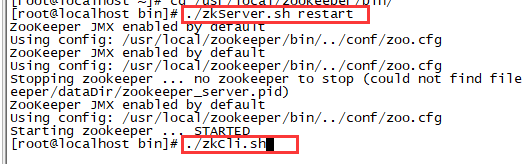 [root@localhost ~]# cd /usr/local/zookeeper/bin/
[root@localhost bin]# ./zkServer.sh restart
ZooKeeper JMX enabled by default
Using config: /usr/local/zookeeper/bin/../conf/zoo.cfg
ZooKeeper JMX enabled by default
Using config: /usr/local/zookeeper/bin/../conf/zoo.cfg
Stopping zookeeper ... no zookeeper to stop (could not find file
eeper/dataDir/zookeeper_server.pid)
ZooKeeper JMX enabled by default
Using config: /usr/local/zookeeper/bin/../conf/zoo.cfg
Starting zookeeper ... STARTED
[root@localhost bin]# ./zkCli.sh